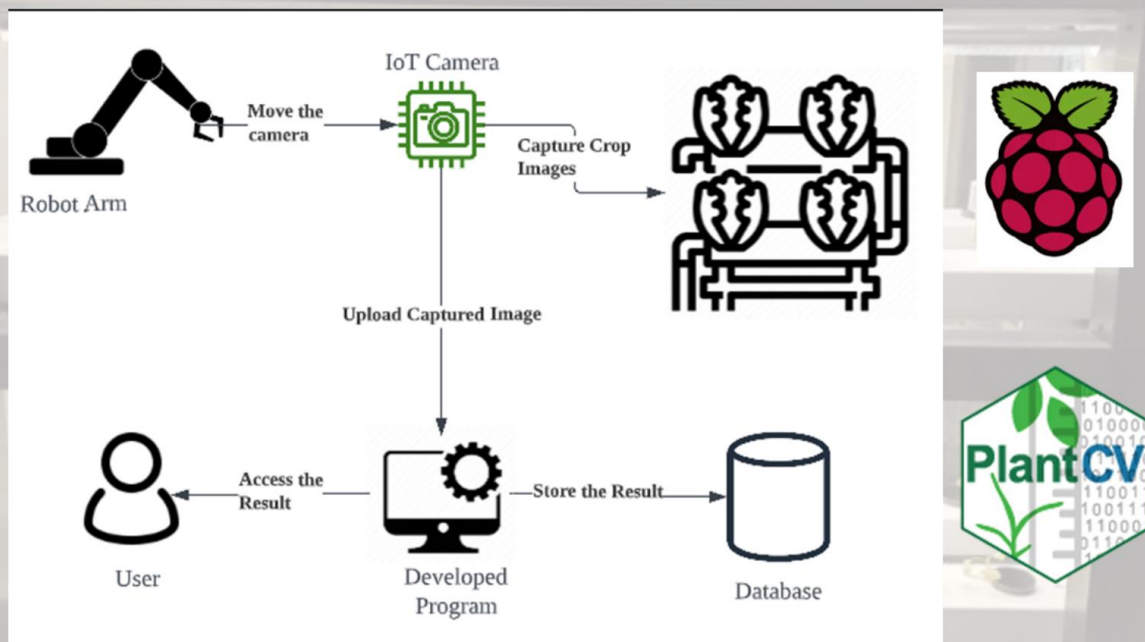 IoT Camera
Move the
camera
Capture Crop
Images
Robot Arm
Upload Captured Image
Access the
Result
Store the Result
User
Developed
Program
Database
PlantCV